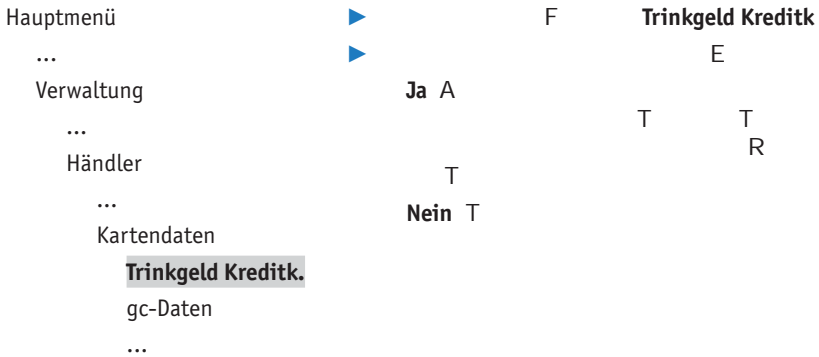 Hauptmenü
...
Verwaltung
...
Händler
...
Kartendaten
Trinkgeld Kreditk.
gc-Daten
...
F Trinkgeld Kreditk
E
Ja A
T T
R
T
Nein T